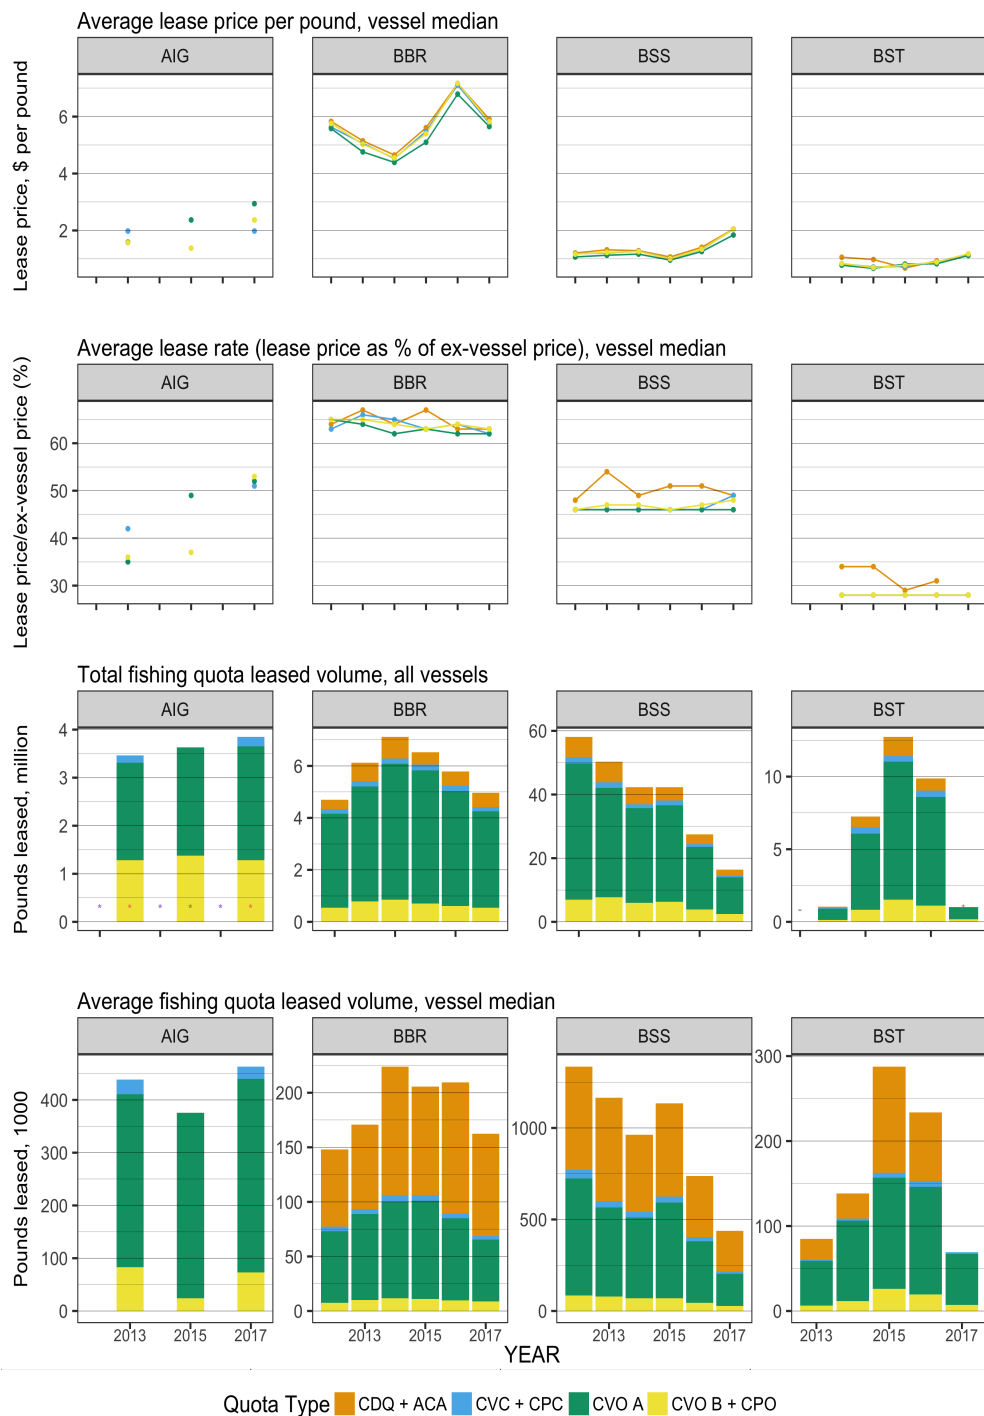 Average lease price per pound, vessel median
AIG BBR BSS BST
Lease price, $ per pound
6
4
2
Average lease rate (lease price as % of ex-vessel price), vessel median
AIG BBR BSS BST
Lease price/ex-vessel price (%)
60
50
40
30
Total fishing quota leased volume, all vessels
AIG BBR BSS BST
Pounds leased, million
4
3
2
1
0
6
4
2
0
60
40
20
0
10
5
0
* * * * * *
*
Average fishing quota leased volume, vessel median
AIG BBR BSS BST
Pounds leased, 1000
400
300
200
100
0
200
150
100
50
0
1000
500
0
300
200
100
0
2013 2015 2017 2013 2015 2017 2013 2015 2017 2013 2015 2017
YEAR
Quota Type CDQ + ACA CVC + CPC CVO A CVO B + CPO